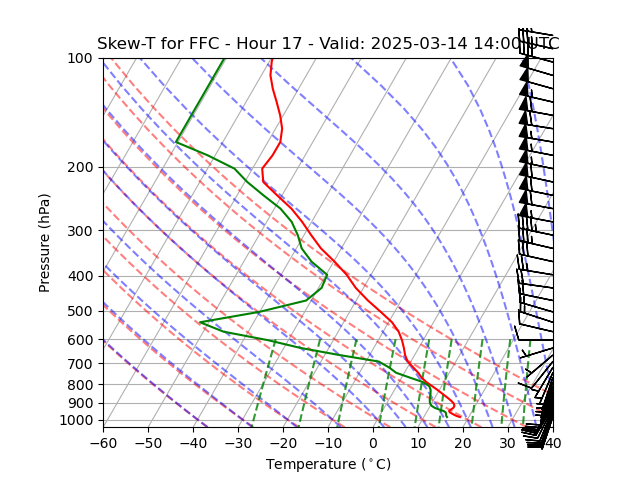 Skew-T for FFC - Hour 17 - Valid: 2025-03-14 14:00 UTC
100
200
300
400
500
600
700
800
900
1000
Pressure (hPa)
−60 −50 −40 −30 −20 −10 0 10 20 30 40
Temperature (°C)